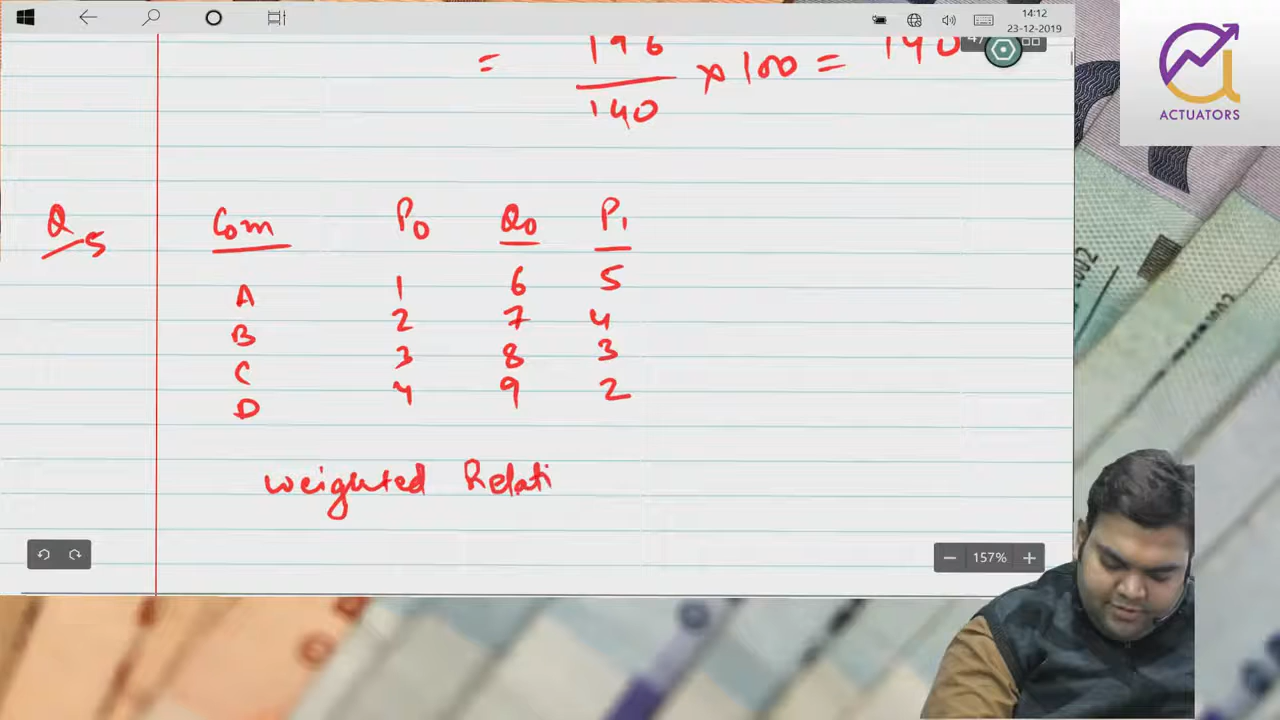 14:12
23-12-2019
= 196 / 140 × 100 = 140
ACTUATORS
Q5 Com P0 Q0 P1
A 1 6 5
B 2 7 4
C 3 8 3
D 4 9 2
weighted Relati
157%